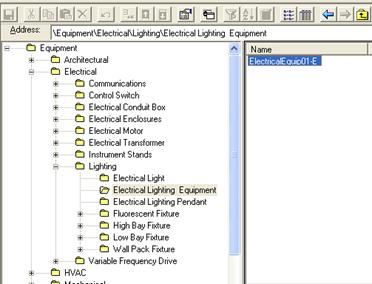 Address: \Equipment\Electrical\Lighting\Electrical Lighting Equipment
Equipment
Architectural
Electrical
Communications
Control Switch
Electrical Conduit Box
Electrical Enclosures
Electrical Motor
Electrical Transformer
Instrument Stands
Lighting
Electrical Light
Electrical Lighting Equipment
Electrical Lighting Pendant
Fluorescent Fixture
High Bay Fixture
Low Bay Fixture
Wall Pack Fixture
Variable Frequency Drive
HVAC
Mechanical
Name
ElectricalEquip01-E